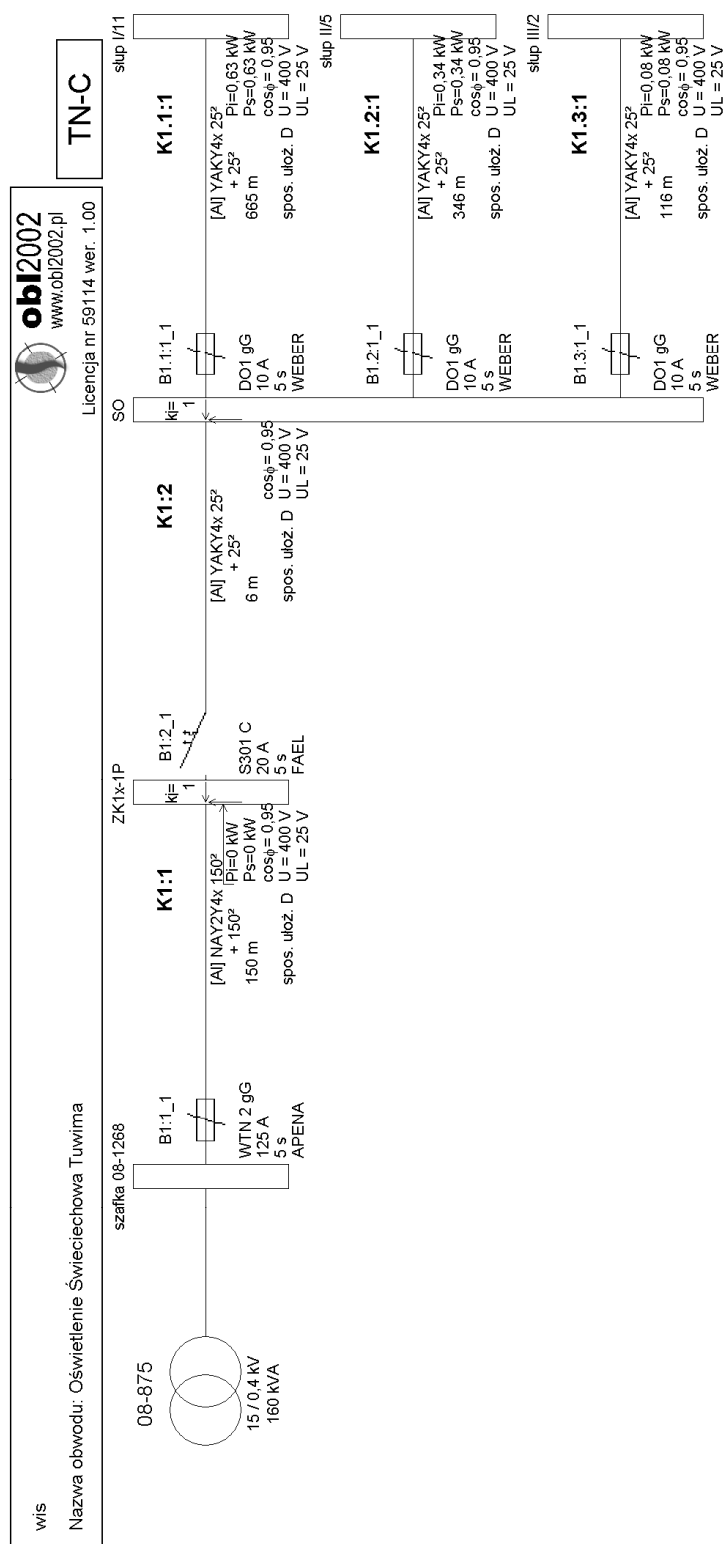 wis
Nazwa obwodu: Oświetlenie Świeciechowa Tuwima
obl2002
www.obl2002.pl
Licencja nr 59114 wer. 1.00
TN-C
08-875
15 / 0,4 kV
160 kVA
szafka 08-1268
B1:1_1
WTN 2 gG
125 A
5 s
APENA
K1:1
[Al] NAY2Y4x 150²
+ 150²
150 m
spos. ułoż. D
Pi=0 kW
Ps=0 kW
cosϕ= 0,95
U = 400 V
UL = 25 V
ZK1x-1P
kj=
1
B1:2_1
S301 C
20 A
5 s
FAEL
K1:2
[Al] YAKY4x 25²
+ 25²
6 m
spos. ułoż. D
cosϕ= 0,95
U = 400 V
UL = 25 V
SO
kj=
1
B1.1:1_1
DO1 gG
10 A
5 s
WEBER
K1.1:1
[Al] YAKY4x 25²
+ 25²
665 m
spos. ułoż. D
Pi=0,63 kW
Ps=0,63 kW
cosϕ= 0,95
U = 400 V
UL = 25 V
słup I/11
B1.2:1_1
DO1 gG
10 A
5 s
WEBER
K1.2:1
[Al] YAKY4x 25²
+ 25²
346 m
spos. ułoż. D
Pi=0,34 kW
Ps=0,34 kW
cosϕ= 0,95
U = 400 V
UL = 25 V
słup II/5
B1.3:1_1
DO1 gG
10 A
5 s
WEBER
K1.3:1
[Al] YAKY4x 25²
+ 25²
116 m
spos. ułoż. D
Pi=0,08 kW
Ps=0,08 kW
cosϕ= 0,95
U = 400 V
UL = 25 V
słup III/2